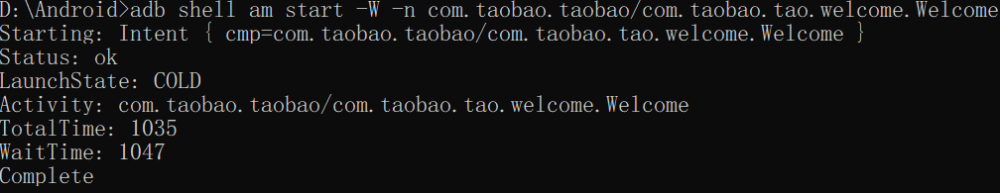 D:\Android>adb shell am start -W -n com.taobao.taobao/com.taobao.tao.welcome.Welcome
Starting: Intent { cmp=com.taobao.taobao/com.taobao.tao.welcome.Welcome }
Status: ok
LaunchState: COLD
Activity: com.taobao.taobao/com.taobao.tao.welcome.Welcome
TotalTime: 1035
WaitTime: 1047
Complete